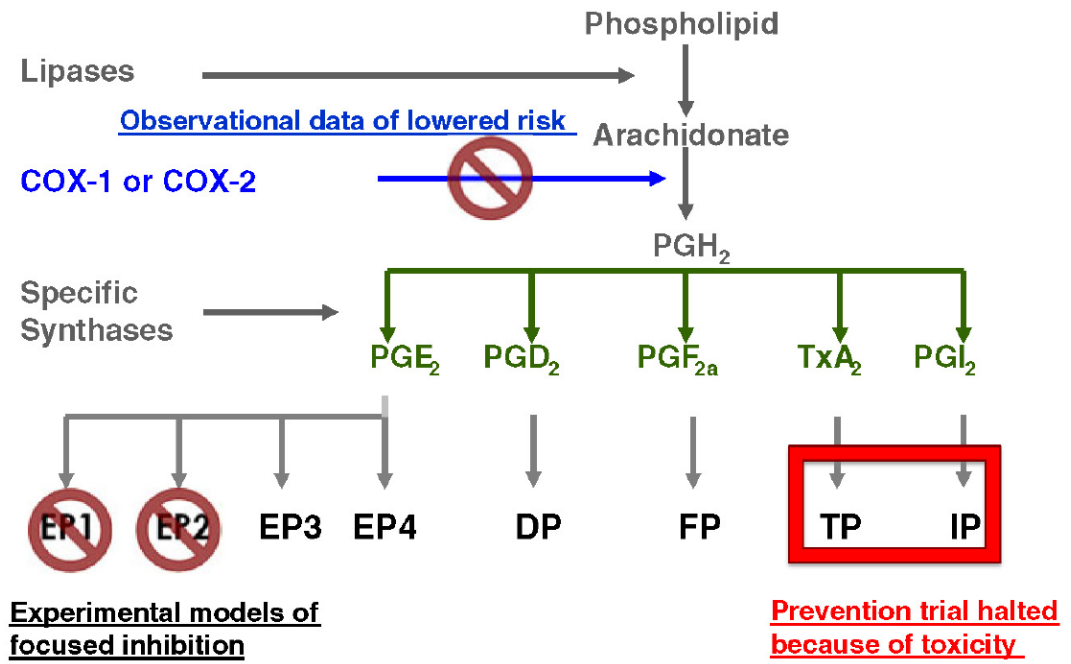 Phospholipid
Lipases
Observational data of lowered risk
Arachidonate
COX-1 or COX-2
PGH₂
Specific
Synthases
PGE₂ PGD₂ PGF₂a TxA₂ PGI₂
EP1 EP2 EP3 EP4 DP FP TP IP
Experimental models of
focused inhibition
Prevention trial halted
because of toxicity